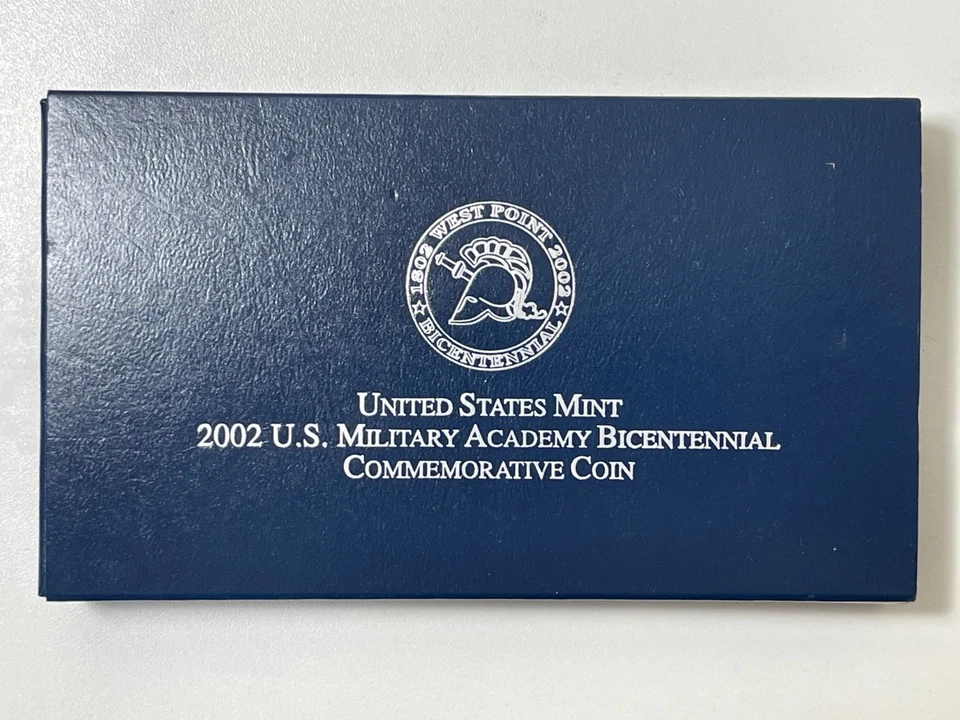 1802 WEST POINT 2002
BICENTENNIAL
UNITED STATES MINT
2002 U.S. MILITARY ACADEMY BICENTENNIAL
COMMEMORATIVE COIN